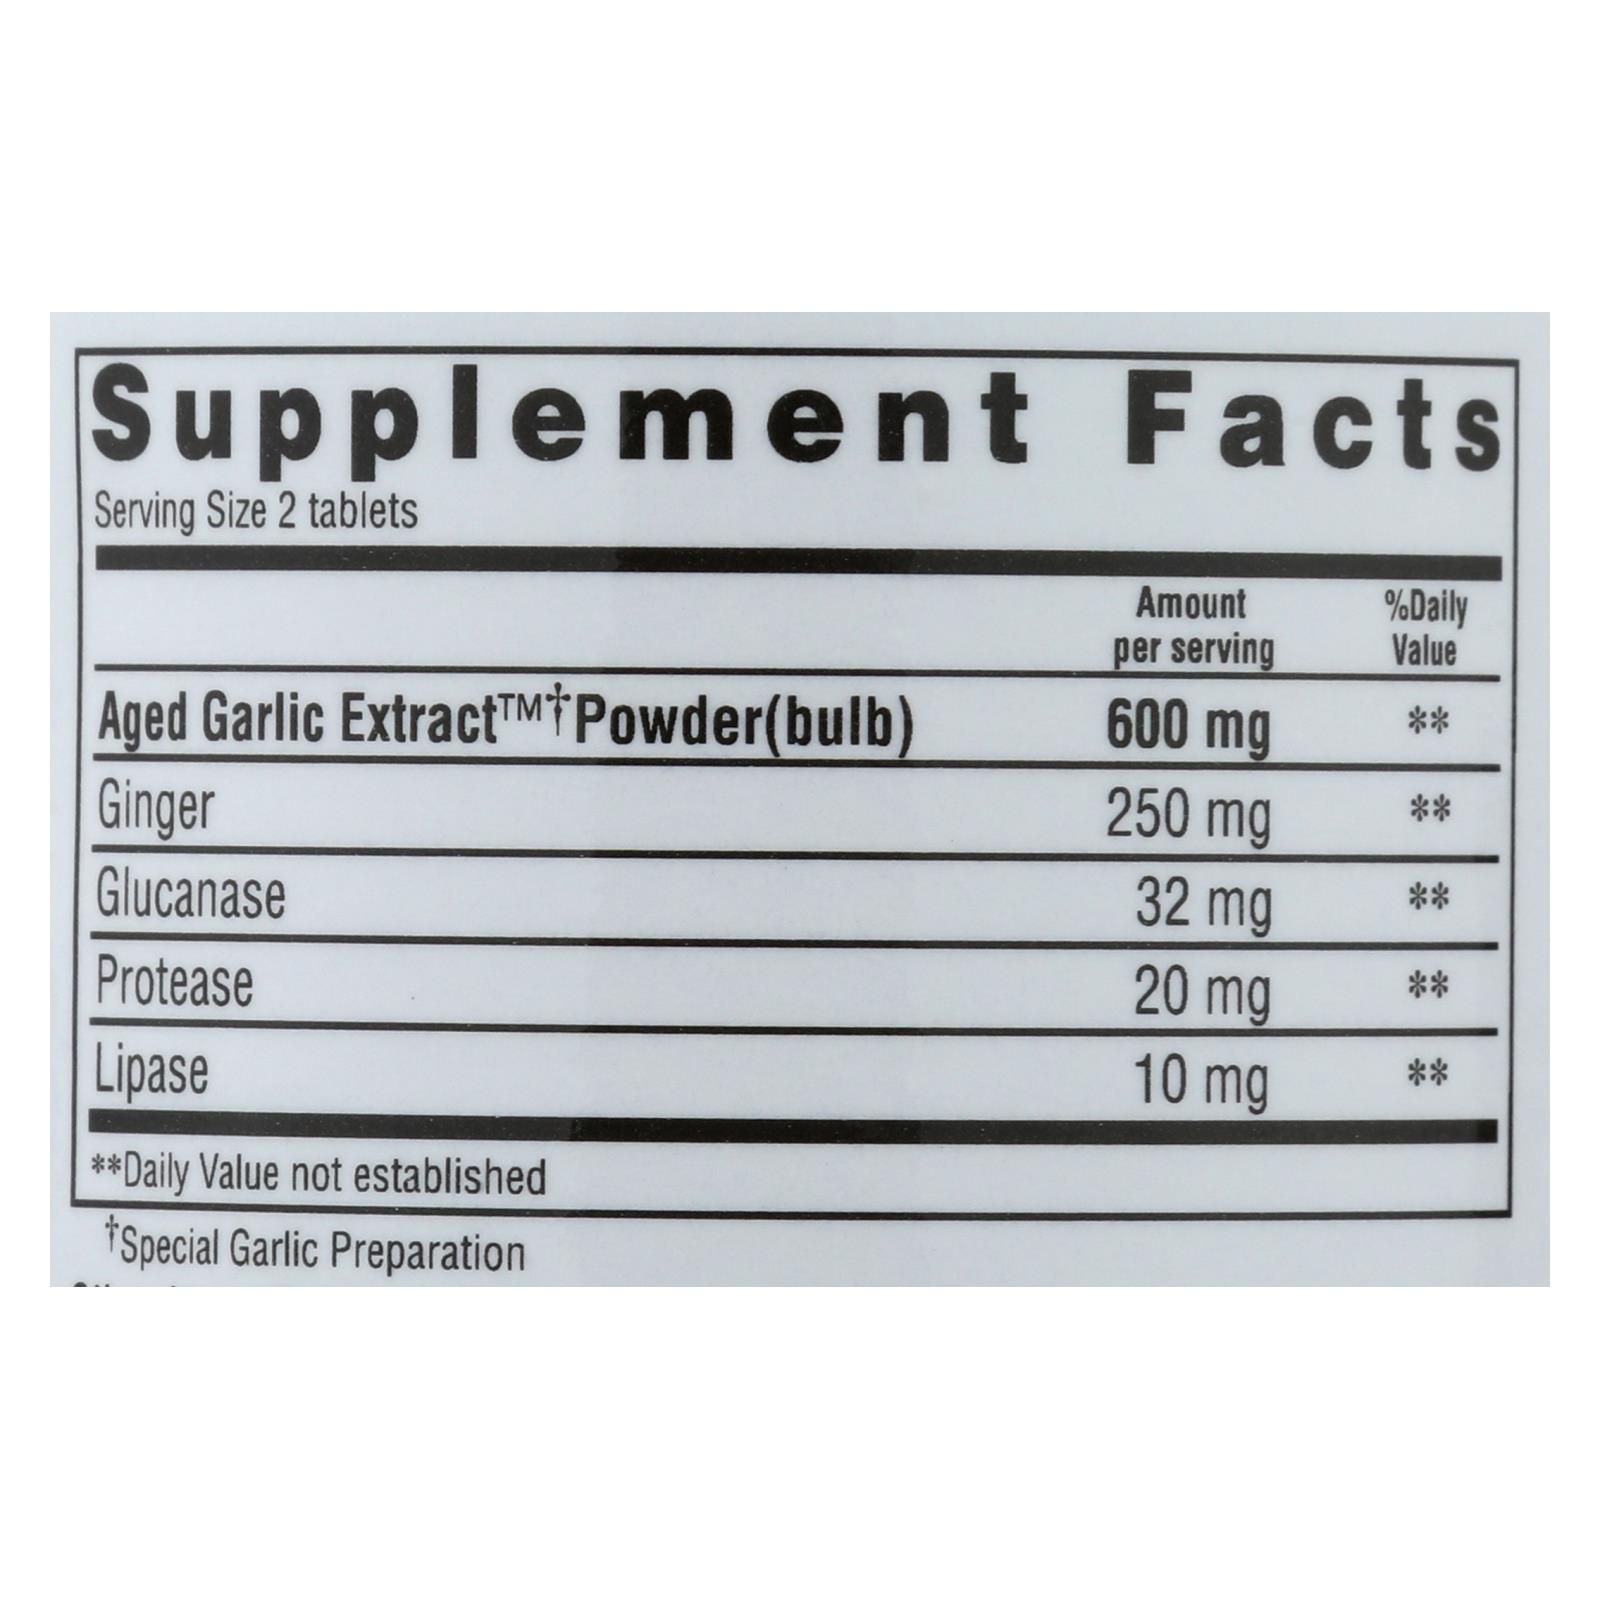 Supplement Facts
Serving Size 2 tablets
Amount per serving %Daily Value
Aged Garlic Extract™†Powder(bulb) 600 mg **
Ginger 250 mg **
Glucanase 32 mg **
Protease 20 mg **
Lipase 10 mg **
**Daily Value not established
†Special Garlic Preparation